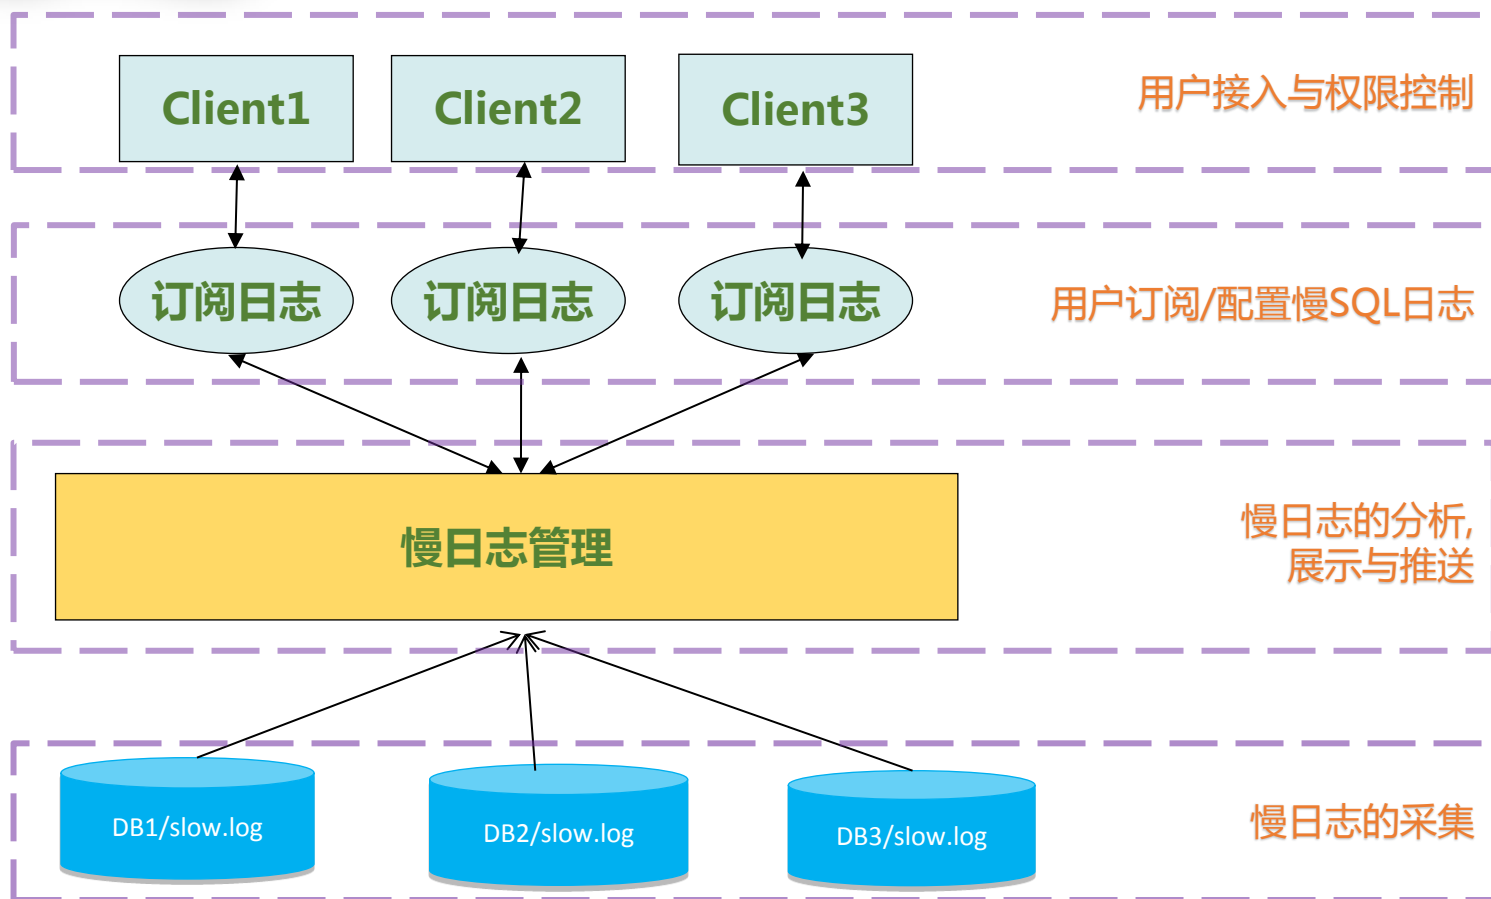 Client1
Client2
Client3
用户接入与权限控制
订阅日志
订阅日志
订阅日志
用户订阅/配置慢SQL日志
慢日志管理
慢日志的分析,
展示与推送
DB1/slow.log
DB2/slow.log
DB3/slow.log
慢日志的采集